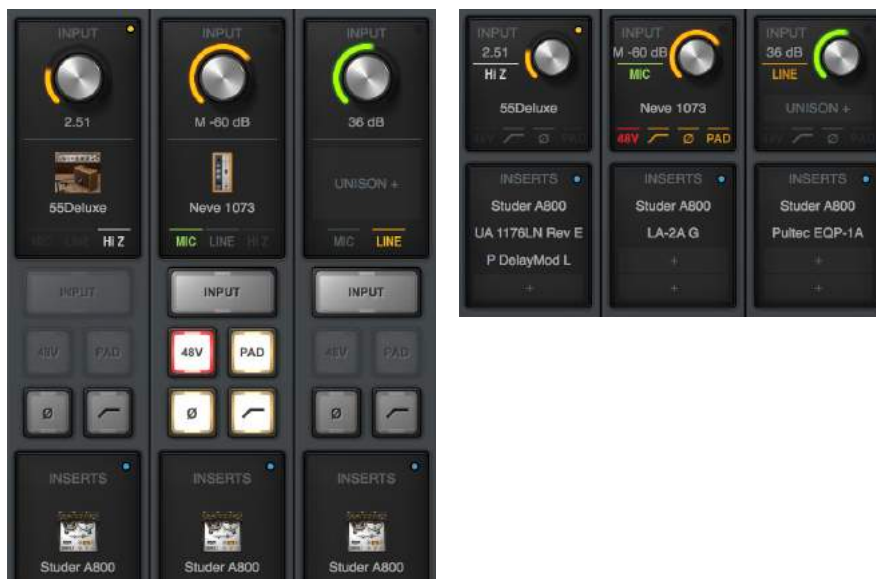 INPUT
2.51
55Deluxe
MIC LINE HI Z
INPUT
48V PAD
Ø
INSERTS
Studer A800
INPUT
M -60 dB
Neve 1073
MIC LINE HI Z
INPUT
48V PAD
Ø
INSERTS
Studer A800
INPUT
36 dB
UNISON +
MIC LINE
INPUT
48V PAD
Ø
INSERTS
Studer A800
INPUT
2.51
HI Z
55Deluxe
48V Ø PAD
INSERTS
Studer A800
UA 1176LN Rev E
P DelayMod L
+
INPUT
M -60 dB
MIC
Neve 1073
48V Ø PAD
INSERTS
Studer A800
LA-2A G
+
+
INPUT
36 dB
LINE
UNISON +
48V Ø PAD
INSERTS
Studer A800
Pultec EQP-1A
+
+